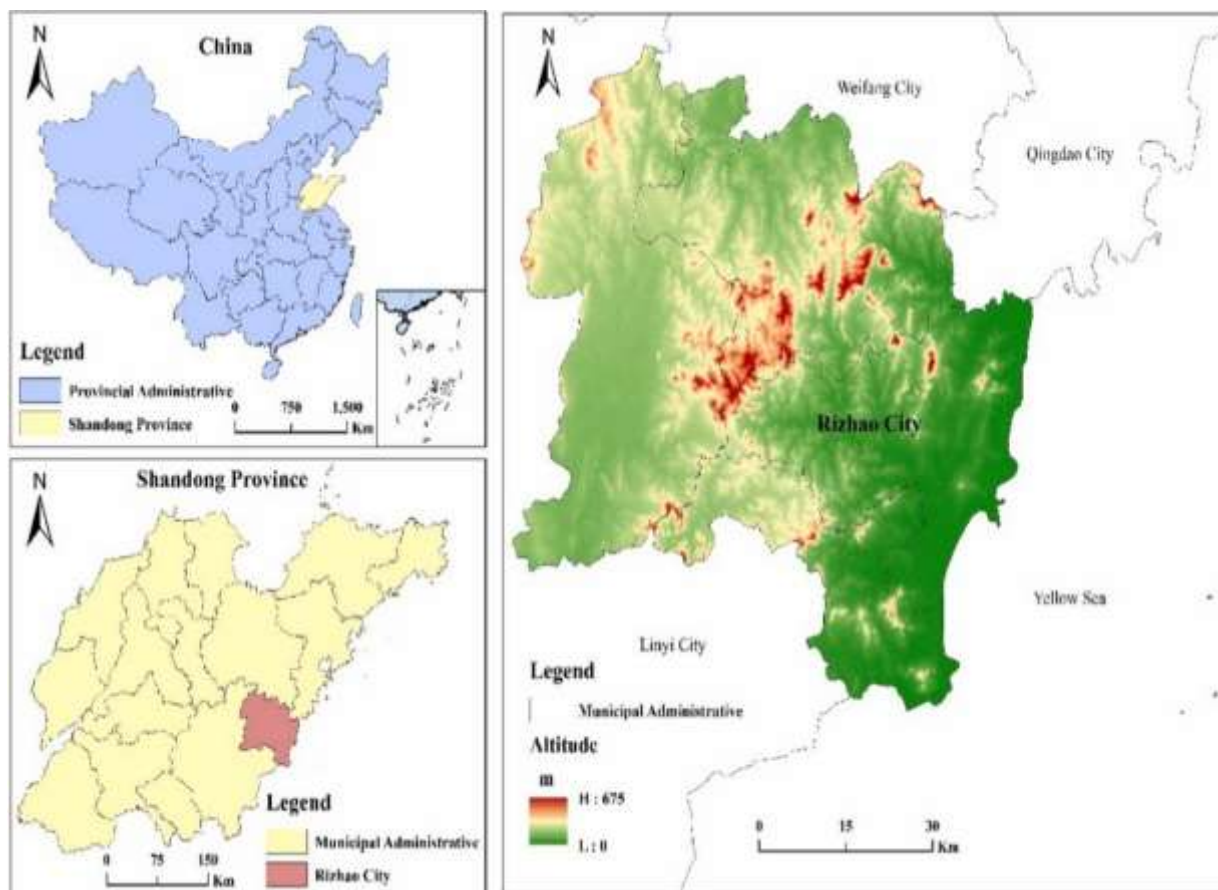 N
China
Legend
Provincial Administrative
Shandong Province
0 750 1,500
Km
N
Shandong Province
Legend
Municipal Administrative
Rizhao City
0 75 150
Km
N
Weifang City
Qingdao City
Rizhao City
Yellow Sea
Linyi City
Legend
Municipal Administrative
Altitude
m
H : 675
L : 0
0 15 30
Km